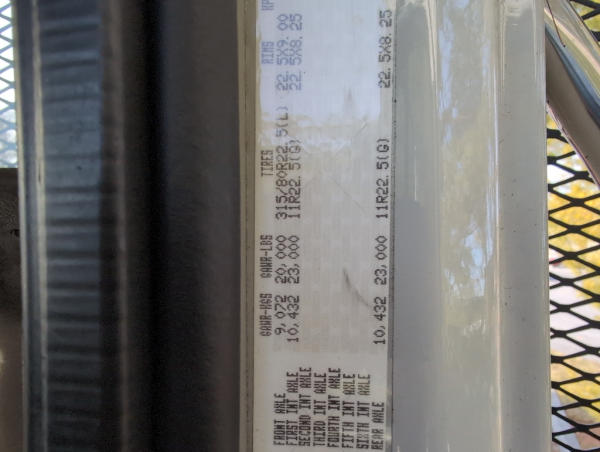 GAWR-KGS GAWR-LBS TIRES RIMS
FRONT AXLE 9,072 20,000 315/80R22.5(L) 22.5X9.00
FIRST INT AXLE 10,432 23,000 11R22.5(G) 22.5X8.25
SECOND INT AXLE
THIRD INT AXLE
FOURTH INT AXLE
FIFTH INT AXLE
SIXTH INT AXLE
REAR AXLE 10,432 23,000 11R22.5(G) 22.5X8.25